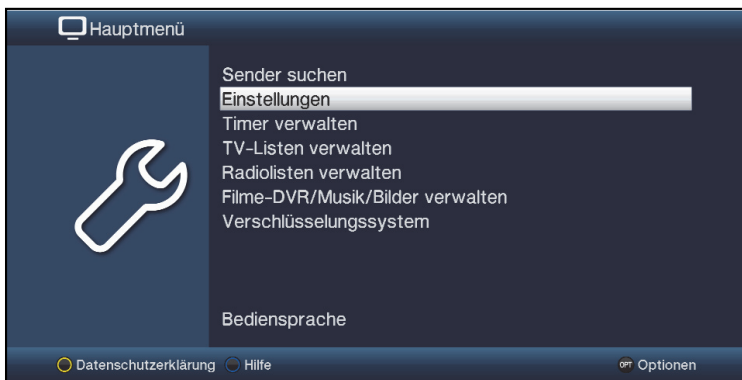 Hauptmenü
Sender suchen
Einstellungen
Timer verwalten
TV-Listen verwalten
Radiolisten verwalten
Filme-DVR/Musik/Bilder verwalten
Verschlüsselungssystem
Bediensprache
Datenschutzerklärung Hilfe OPT Optionen